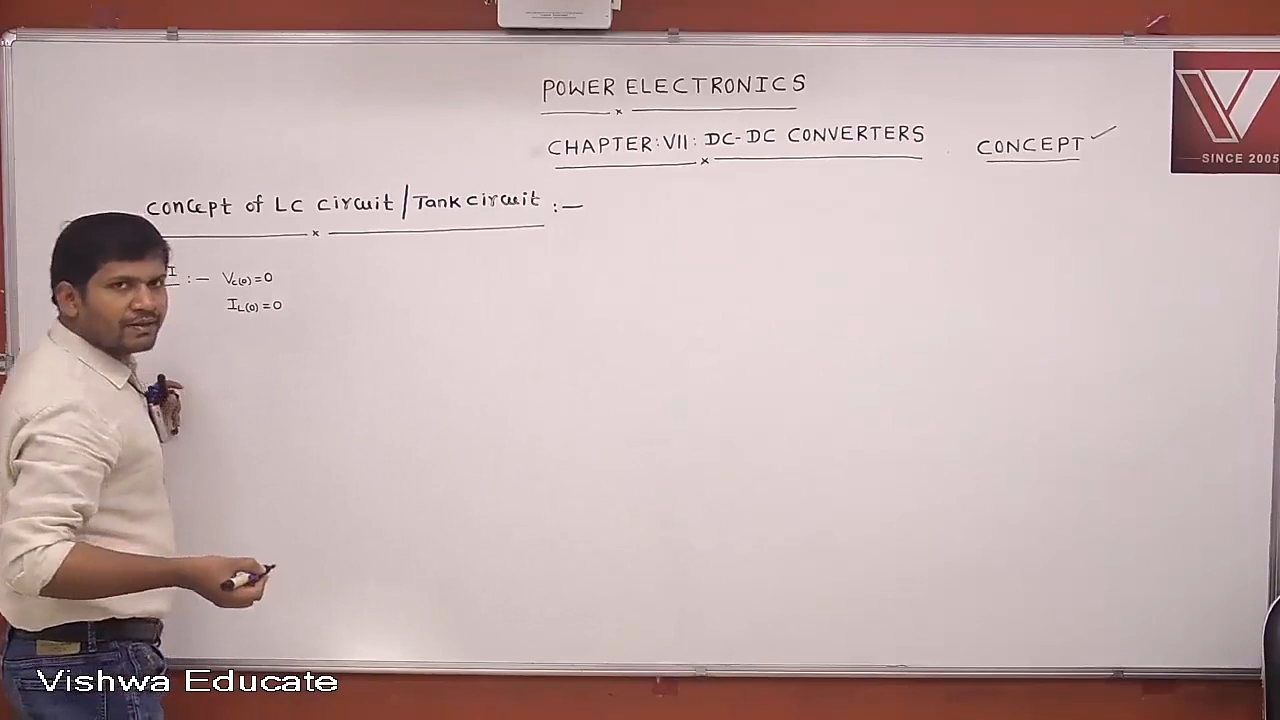 POWER ELECTRONICS
CHAPTER:VII: DC-DC CONVERTERS
CONCEPT ✓
SINCE 2005
concept of LC circuit/Tank circuit :—
I :— Vc(0)=0
IL(0)=0
Vishwa Educate